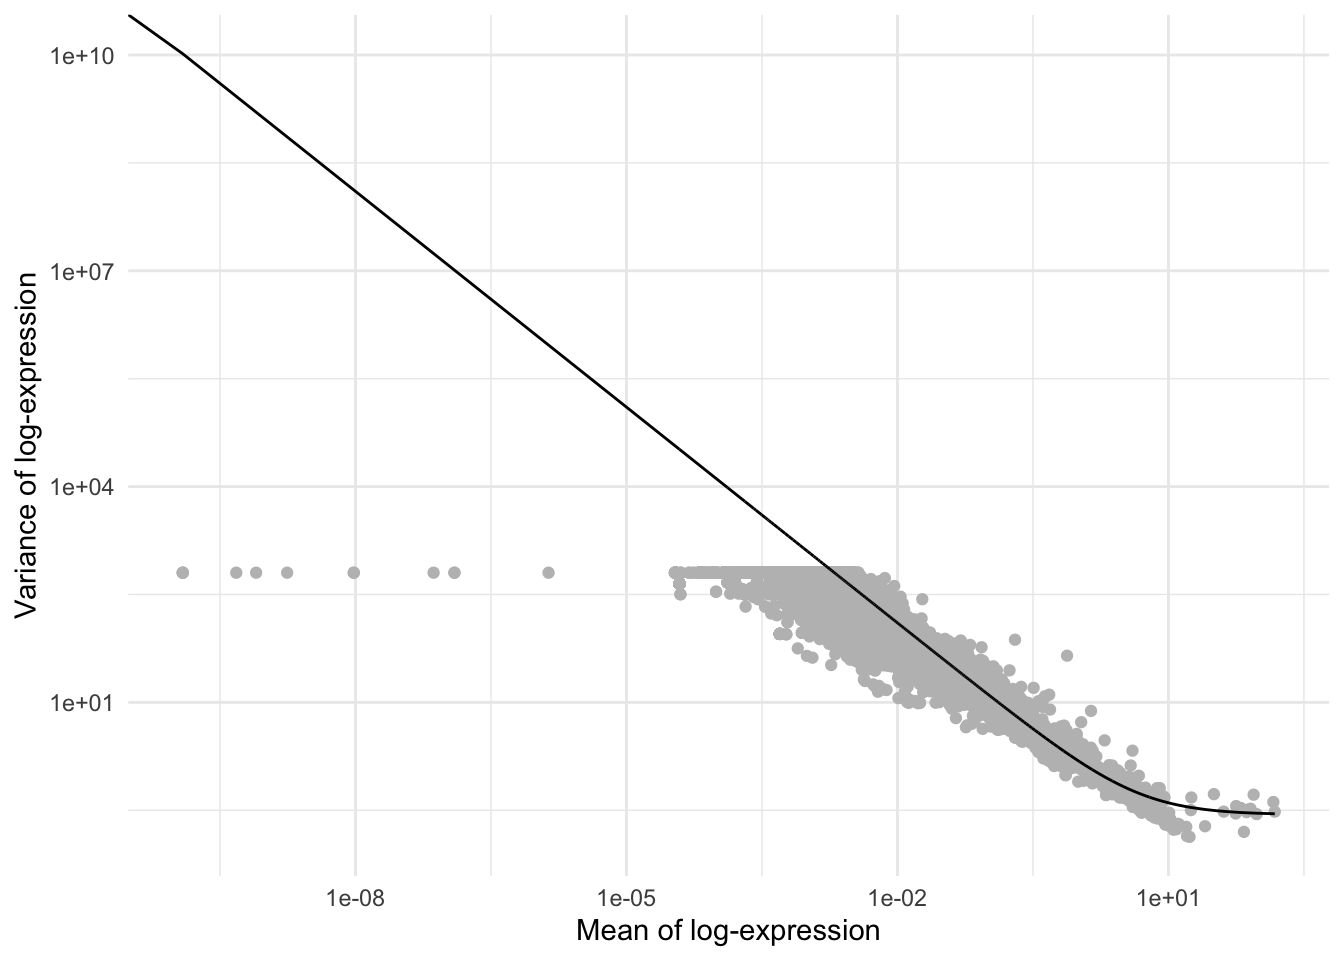 1e+10
1e+07
1e+04
1e+01
Variance of log-expression
1e-08 1e-05 1e-02 1e+01
Mean of log-expression